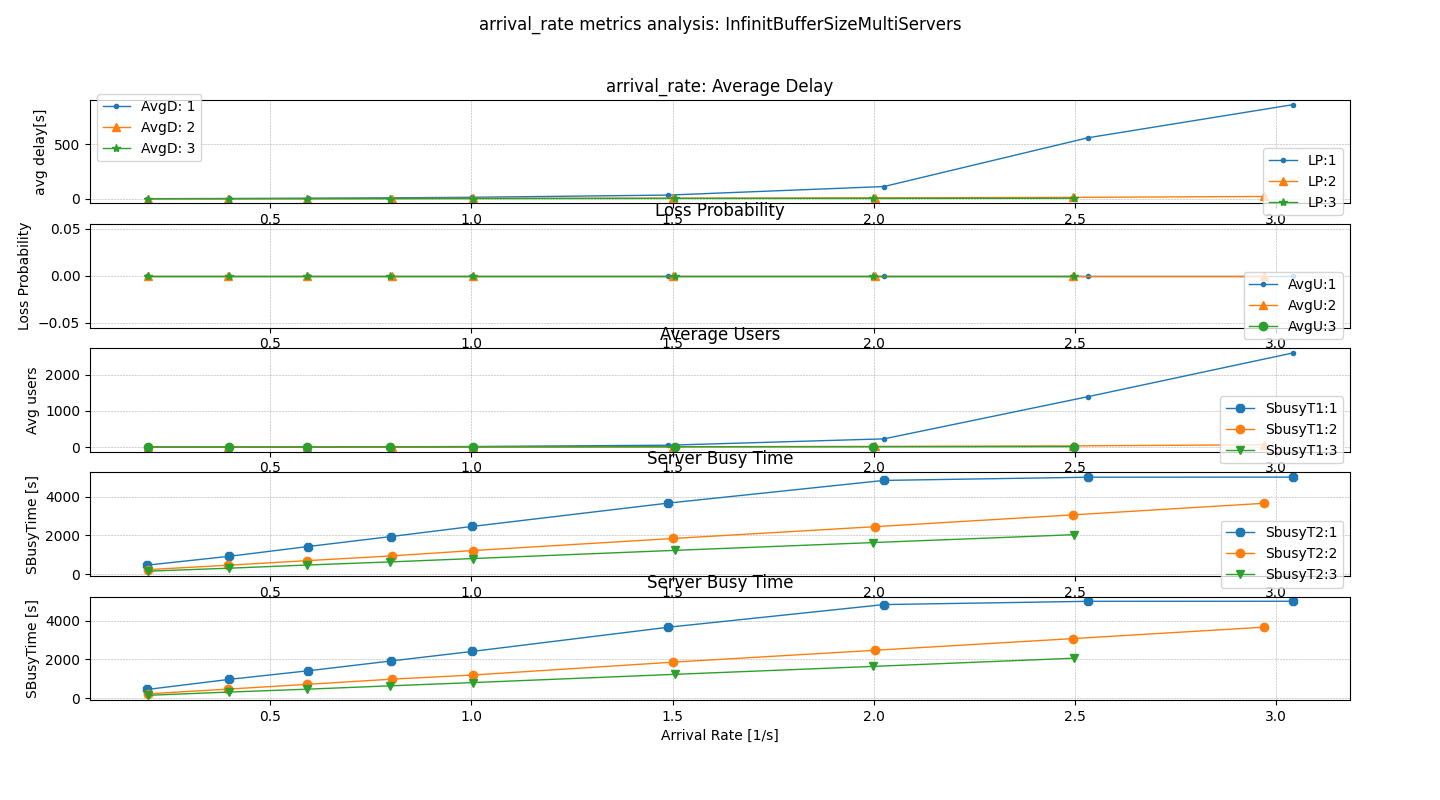 arrival_rate metrics analysis: InfinitBufferSizeMultiServers
arrival_rate: Average Delay
avg delay[s]
500
0
AvgD: 1
AvgD: 2
AvgD: 3
LP:1
LP:2
LP:3
0.5
1.0
1.5
2.0
2.5
3.0
Loss Probability
Loss Probability
0.05
0.00
−0.05
AvgU:1
AvgU:2
AvgU:3
0.5
1.0
1.5
2.0
2.5
3.0
Average Users
Avg users
2000
1000
0
SbusyT1:1
SbusyT1:2
SbusyT1:3
0.5
1.0
1.5
2.0
2.5
3.0
Server Busy Time
SBusyTime [s]
4000
2000
0
SbusyT2:1
SbusyT2:2
SbusyT2:3
0.5
1.0
1.5
2.0
2.5
3.0
Server Busy Time
SBusyTime [s]
4000
2000
0
0.5
1.0
1.5
2.0
2.5
3.0
Arrival Rate [1/s]